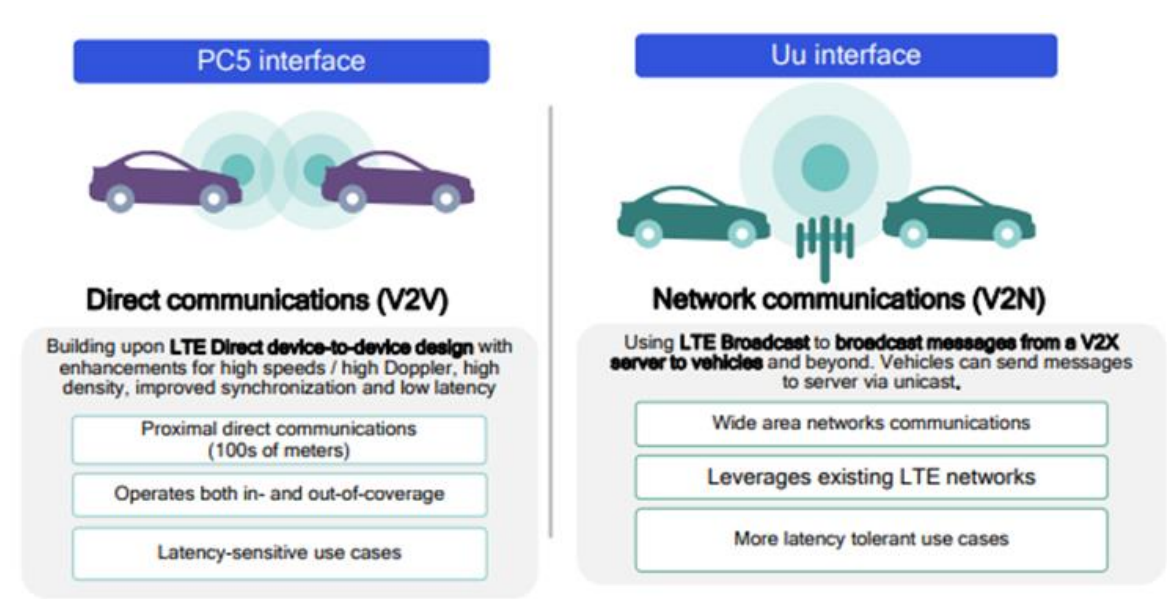 PC5 interface
Direct communications (V2V)
Building upon LTE Direct device-to-device design with
enhancements for high speeds / high Doppler, high
density, improved synchronization and low latency
Proximal direct communications
(100s of meters)
Operates both in- and out-of-coverage
Latency-sensitive use cases
Uu interface
Network communications (V2N)
Using LTE Broadcast to broadcast messages from a V2X
server to vehicles and beyond. Vehicles can send messages
to server via unicast.
Wide area networks communications
Leverages existing LTE networks
More latency tolerant use cases